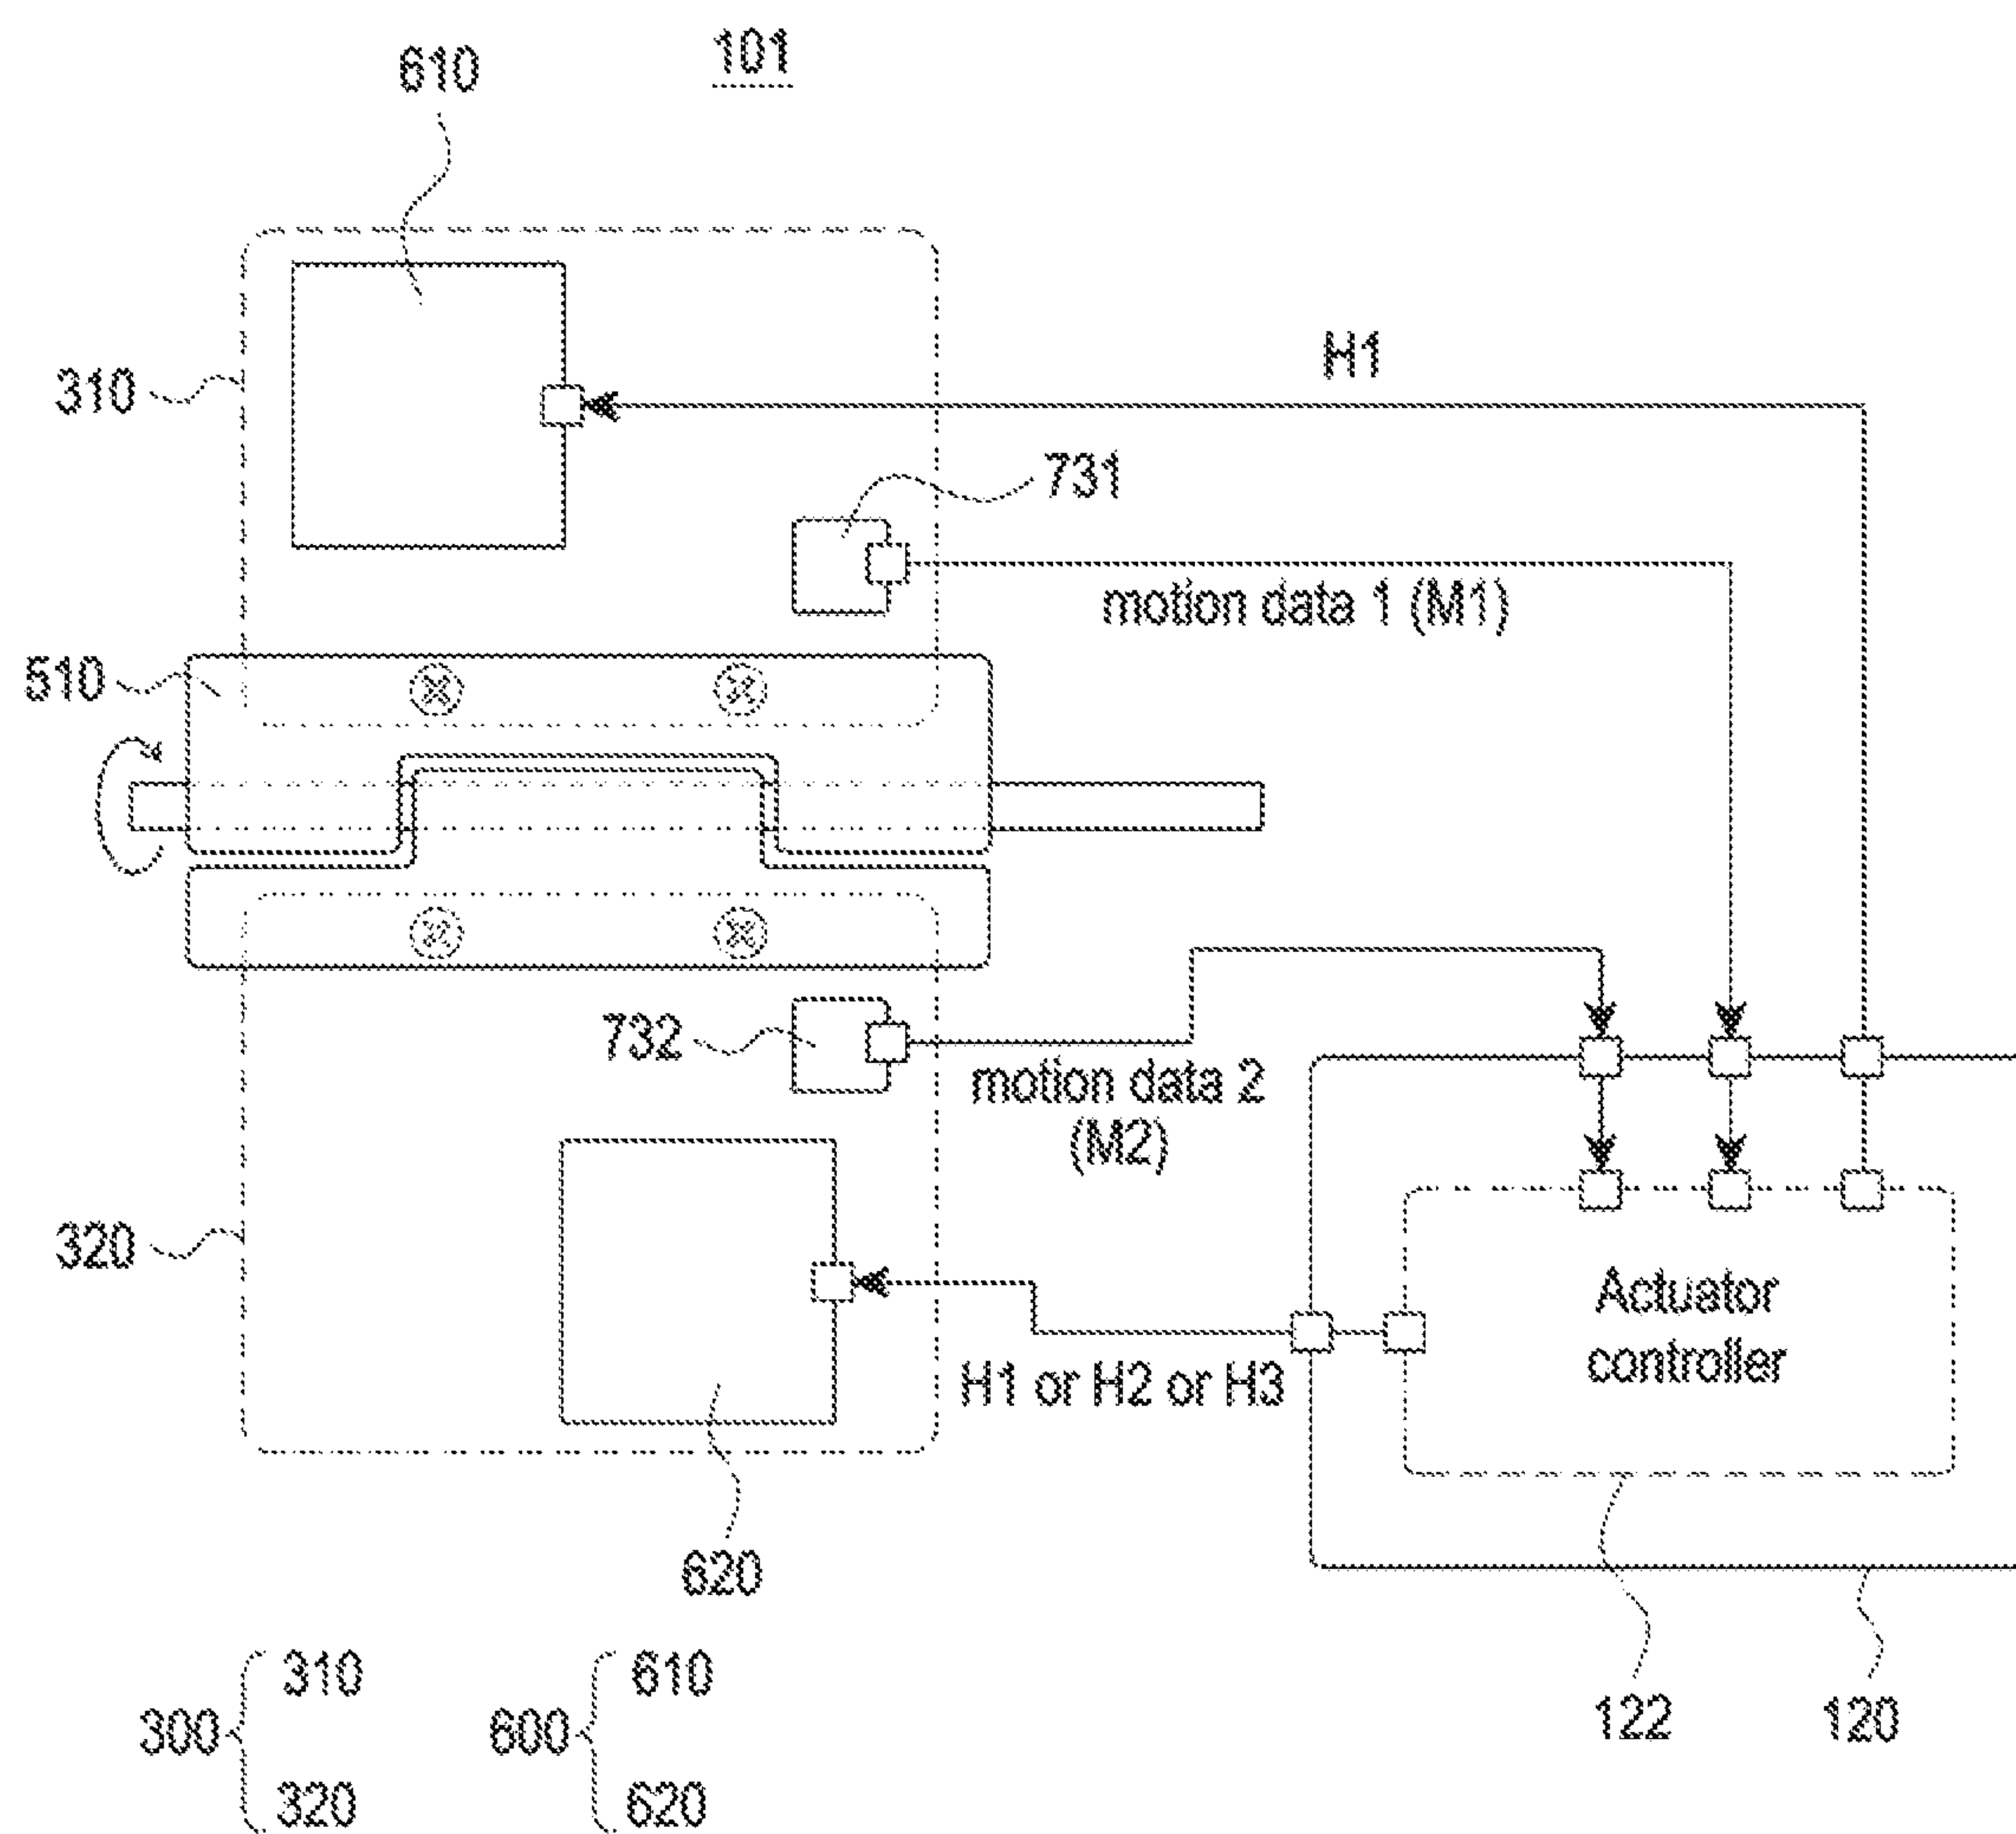 101
610
310
H1
731
motion data 1 (M1)
510
732
motion data 2
(M2)
320
Actuator
controller
H1 or H2 or H3
620
122
120
300
310
320
600
610
620